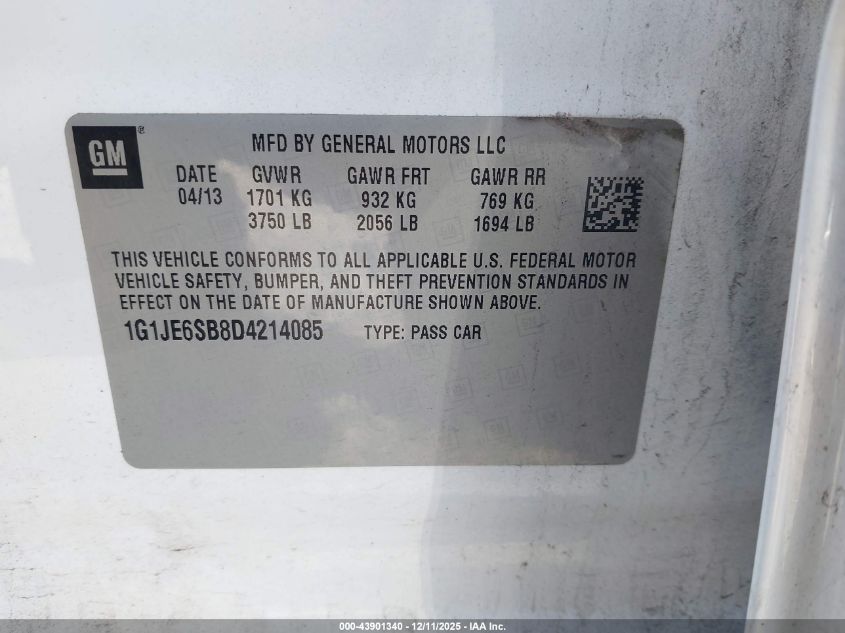 GM®
MFD BY GENERAL MOTORS LLC
DATE GVWR GAWR FRT GAWR RR
04/13 1701 KG 932 KG 769 KG
3750 LB 2056 LB 1694 LB
THIS VEHICLE CONFORMS TO ALL APPLICABLE U.S. FEDERAL MOTOR
VEHICLE SAFETY, BUMPER, AND THEFT PREVENTION STANDARDS IN
EFFECT ON THE DATE OF MANUFACTURE SHOWN ABOVE.
1G1JE6SB8D4214085 TYPE: PASS CAR
000-43901340 - 12/11/2025 - IAA Inc.